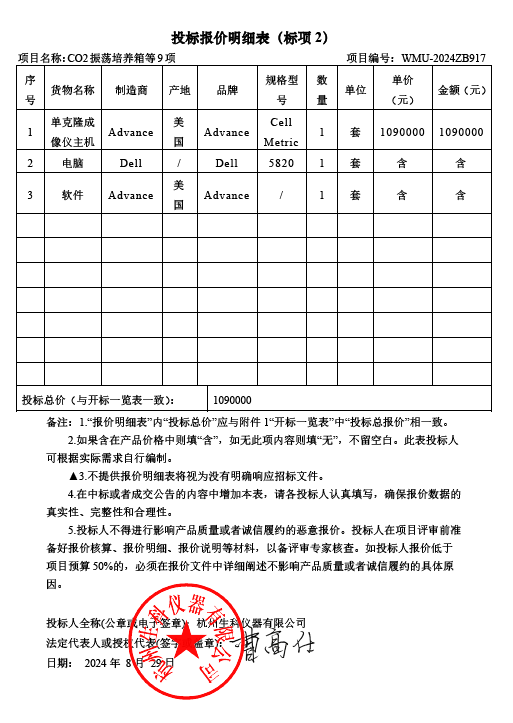 投标报价明细表（标项 2）
项目名称：CO2 振荡培养箱等 9 项 项目编号： WMU-2024ZB917
序号 货物名称 制造商 产地 品牌 规格型号 数量 单位 单价（元） 金额（元）
1 单克隆成像仪主机 Advance 美国 Advance Cell Metric 1 套 1090000 1090000
2 电脑 Dell / Dell 5820 1 套 含 含
3 软件 Advance 美国 Advance / 1 套 含 含
投标总价（与开标一览表一致）： 1090000
备注：1.“报价明细表”内“投标总价”应与附件 1“开标一览表”中“投标总报价”相一致。
2.如果含在产品价格中则填“含”，如无此项内容则填“无”，不留空白。此表投标人
可根据实际需求自行编制。
▲3.不提供报价明细表将视为没有明确响应招标文件。
4.在中标或者成交公告的内容中增加本表，请各投标人认真填写，确保报价数据的
真实性、完整性和合理性。
5.投标人不得进行影响产品质量或者诚信履约的恶意报价。投标人在项目评审前准
备好报价核算、报价明细、报价说明等材料，以备评审专家核查。如投标人报价低于
项目预算 50%的，必须在报价文件中详细阐述不影响产品质量或者诚信履约的具体原
因。
投标人全称(公章或电子签章)：杭州生科仪器有限公司
法定代表人或授权代表(签字或盖章)： 曹高仕
日期： 2024 年 8 月 29 日
杭州生科仪器有限公司